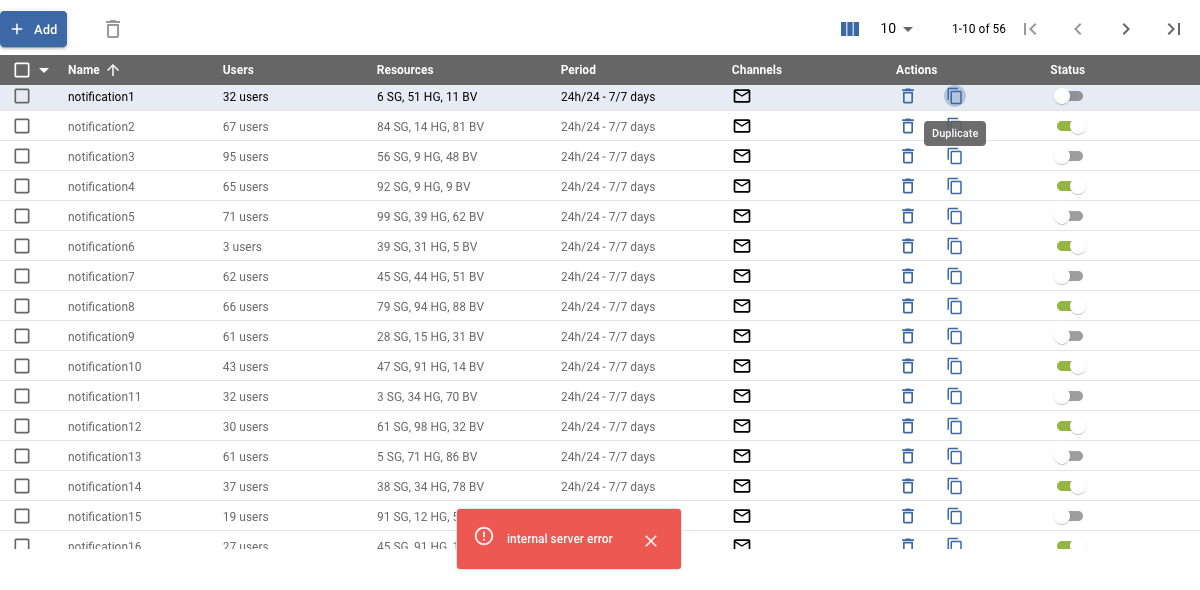 Add 10 1-10 of 56
Name Users Resources Period Channels Actions Status
notification1 32 users 6 SG, 51 HG, 11 BV 24h/24 - 7/7 days
notification2 67 users 84 SG, 14 HG, 81 BV 24h/24 - 7/7 days
Duplicate
notification3 95 users 56 SG, 9 HG, 48 BV 24h/24 - 7/7 days
notification4 65 users 92 SG, 9 HG, 9 BV 24h/24 - 7/7 days
notification5 71 users 99 SG, 39 HG, 62 BV 24h/24 - 7/7 days
notification6 3 users 39 SG, 31 HG, 5 BV 24h/24 - 7/7 days
notification7 62 users 45 SG, 44 HG, 51 BV 24h/24 - 7/7 days
notification8 66 users 79 SG, 94 HG, 88 BV 24h/24 - 7/7 days
notification9 61 users 28 SG, 15 HG, 31 BV 24h/24 - 7/7 days
notification10 43 users 47 SG, 91 HG, 14 BV 24h/24 - 7/7 days
notification11 32 users 3 SG, 34 HG, 70 BV 24h/24 - 7/7 days
notification12 30 users 61 SG, 98 HG, 32 BV 24h/24 - 7/7 days
notification13 61 users 5 SG, 71 HG, 86 BV 24h/24 - 7/7 days
notification14 37 users 38 SG, 34 HG, 78 BV 24h/24 - 7/7 days
notification15 19 users 91 SG, 12 HG,
notification16 27 users 45 SG, 91 HG,
internal server error